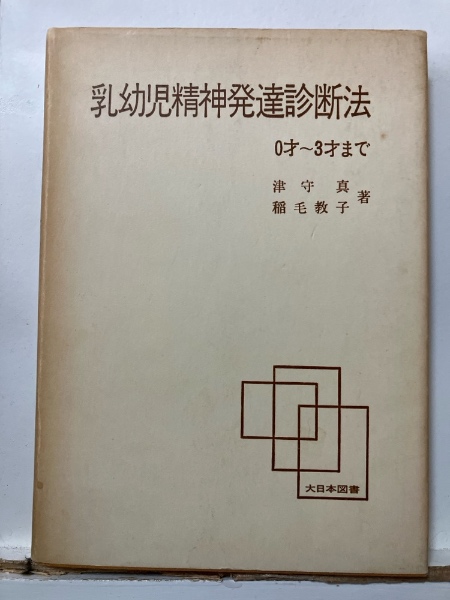 乳幼児精神発達診断法
0才～3才まで
津守真
稲毛教子 著
大日本図書